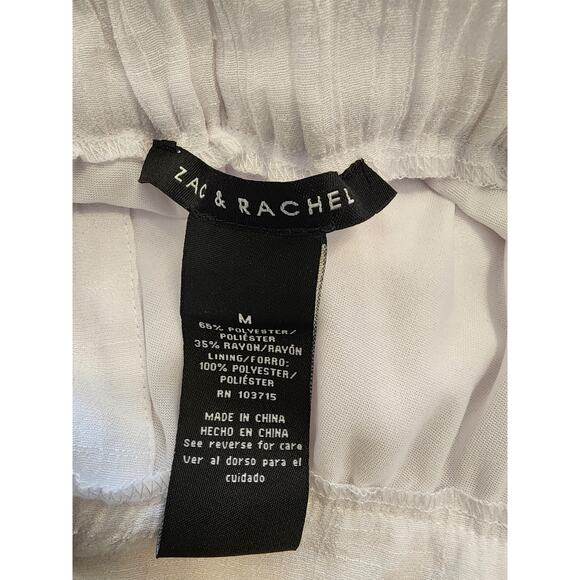 ZAC & RACHEL
M
65% POLYESTER/
POLIÉSTER
35% RAYON/RAYÓN
LINING/FORRO:
100% POLYESTER/
POLIÉSTER
RN 103715
MADE IN CHINA
HECHO EN CHINA
See reverse for care
Ver al dorso para el
cuidado